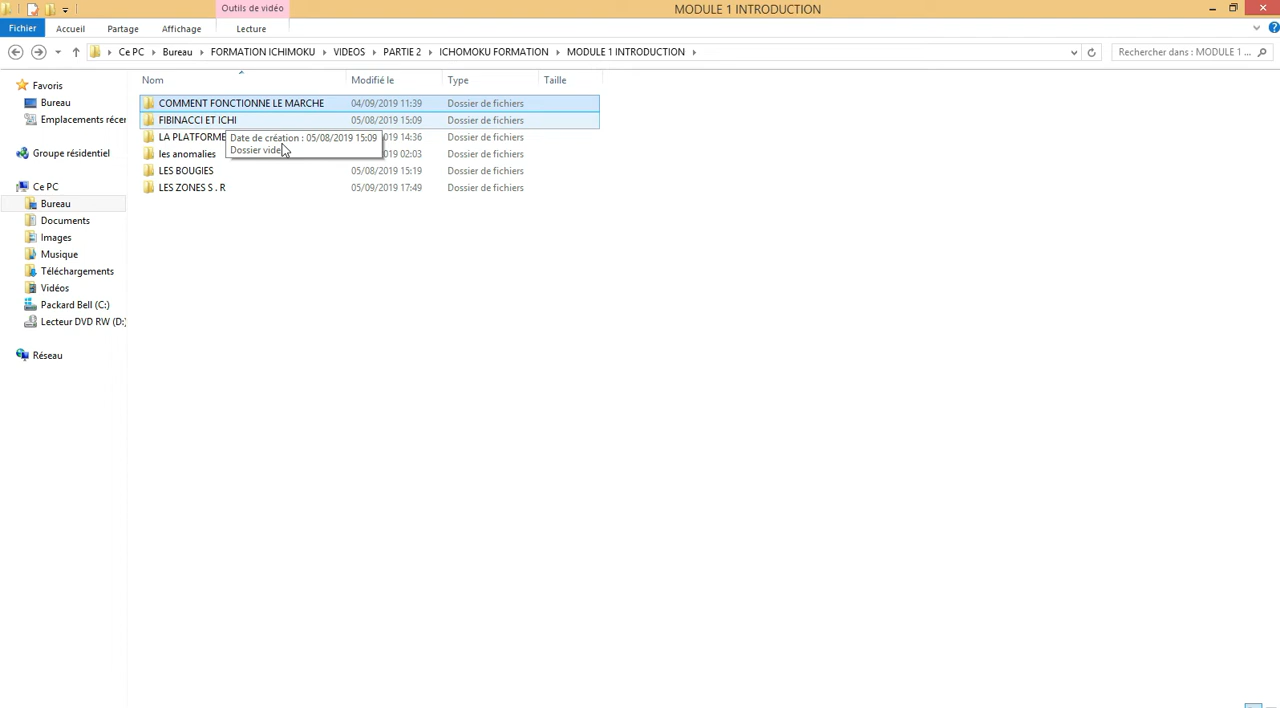 Outils de vidéo
MODULE 1 INTRODUCTION
Fichier Accueil Partage Affichage Lecture
Ce PC Bureau FORMATION ICHIMOKU VIDEOS PARTIE 2 ICHOMOKU FORMATION MODULE 1 INTRODUCTION
Rechercher dans : MODULE 1 ...
Nom Modifié le Type Taille
COMMENT FONCTIONNE LE MARCHE 04/09/2019 11:39 Dossier de fichiers
FIBINACCI ET ICHI 05/08/2019 15:09 Dossier de fichiers
LA PLATFORME 14:36 Dossier de fichiers
les anomalies 02:03 Dossier de fichiers
LES BOUGIES 05/08/2019 15:19 Dossier de fichiers
LES ZONES S . R 05/09/2019 17:49 Dossier de fichiers
Date de création : 05/08/2019 15:09
Dossier vide
Favoris
Bureau
Emplacements récer
Groupe résidentiel
Ce PC
Bureau
Documents
Images
Musique
Téléchargements
Vidéos
Packard Bell (C:)
Lecteur DVD RW (D:)
Réseau